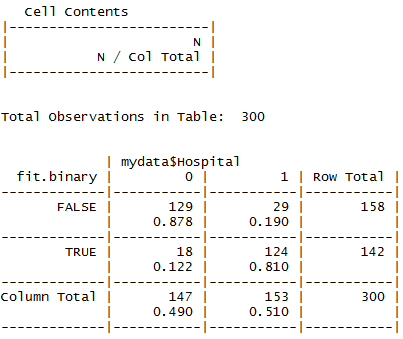 Cell Contents
|-------------------------|
|                       N |
|           N / Col Total |
|-------------------------|
Total Observations in Table:  300
             | mydata$Hospital
  fit.binary |         0 |         1 | Row Total |
-------------|-----------|-----------|-----------|
       FALSE |       129 |        29 |       158 |
             |     0.878 |     0.190 |           |
-------------|-----------|-----------|-----------|
        TRUE |        18 |       124 |       142 |
             |     0.122 |     0.810 |           |
-------------|-----------|-----------|-----------|
Column Total |       147 |       153 |       300 |
             |     0.490 |     0.510 |           |
-------------|-----------|-----------|-----------|